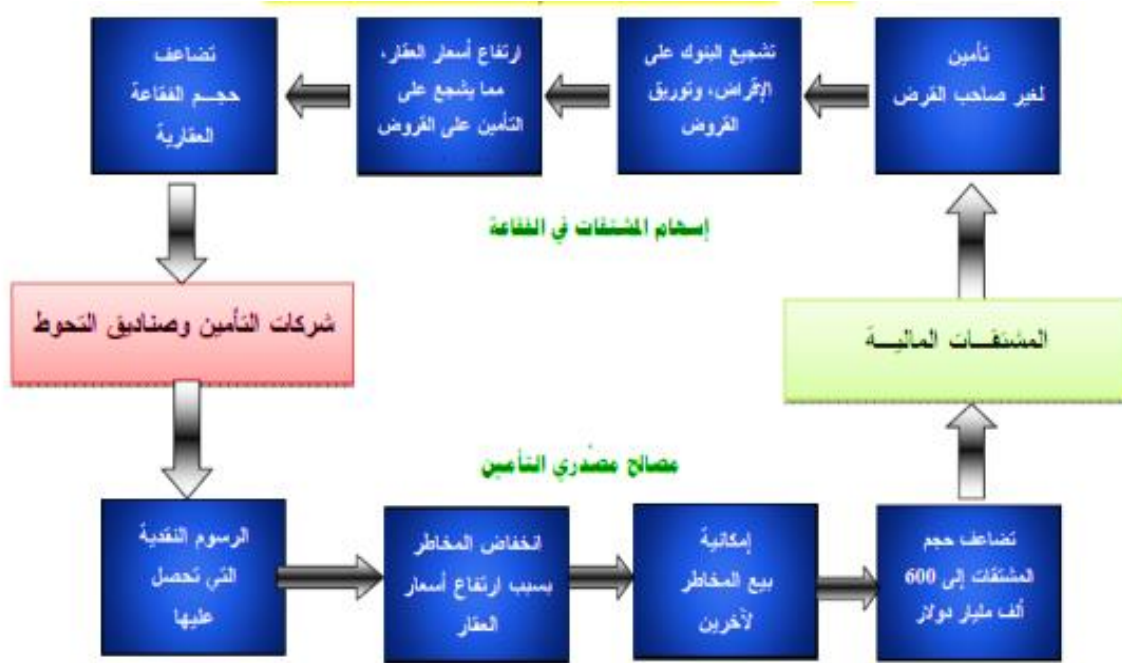 تأمين
لغير صاحب القرض
تشجيع البنوك على
الإقراض، وتوريق
القروض
ارتفاع أسعار العقار،
مما يشجع على
التأمين على القروض
تضاعف
حجم الفقاعة
العقارية
إسهام المشتقات في الفقاعة
المشتقات المالية
شركات التأمين وصناديق التحوط
مصالح مصدّري التأمين
الرسوم النقدية
التي تحصل
عليها
انخفاض المخاطر
بسبب ارتفاع أسعار
العقار
إمكانية
بيع المخاطر
لآخرين
تضاعف حجم
المشتقات إلى 600
ألف مليار دولار